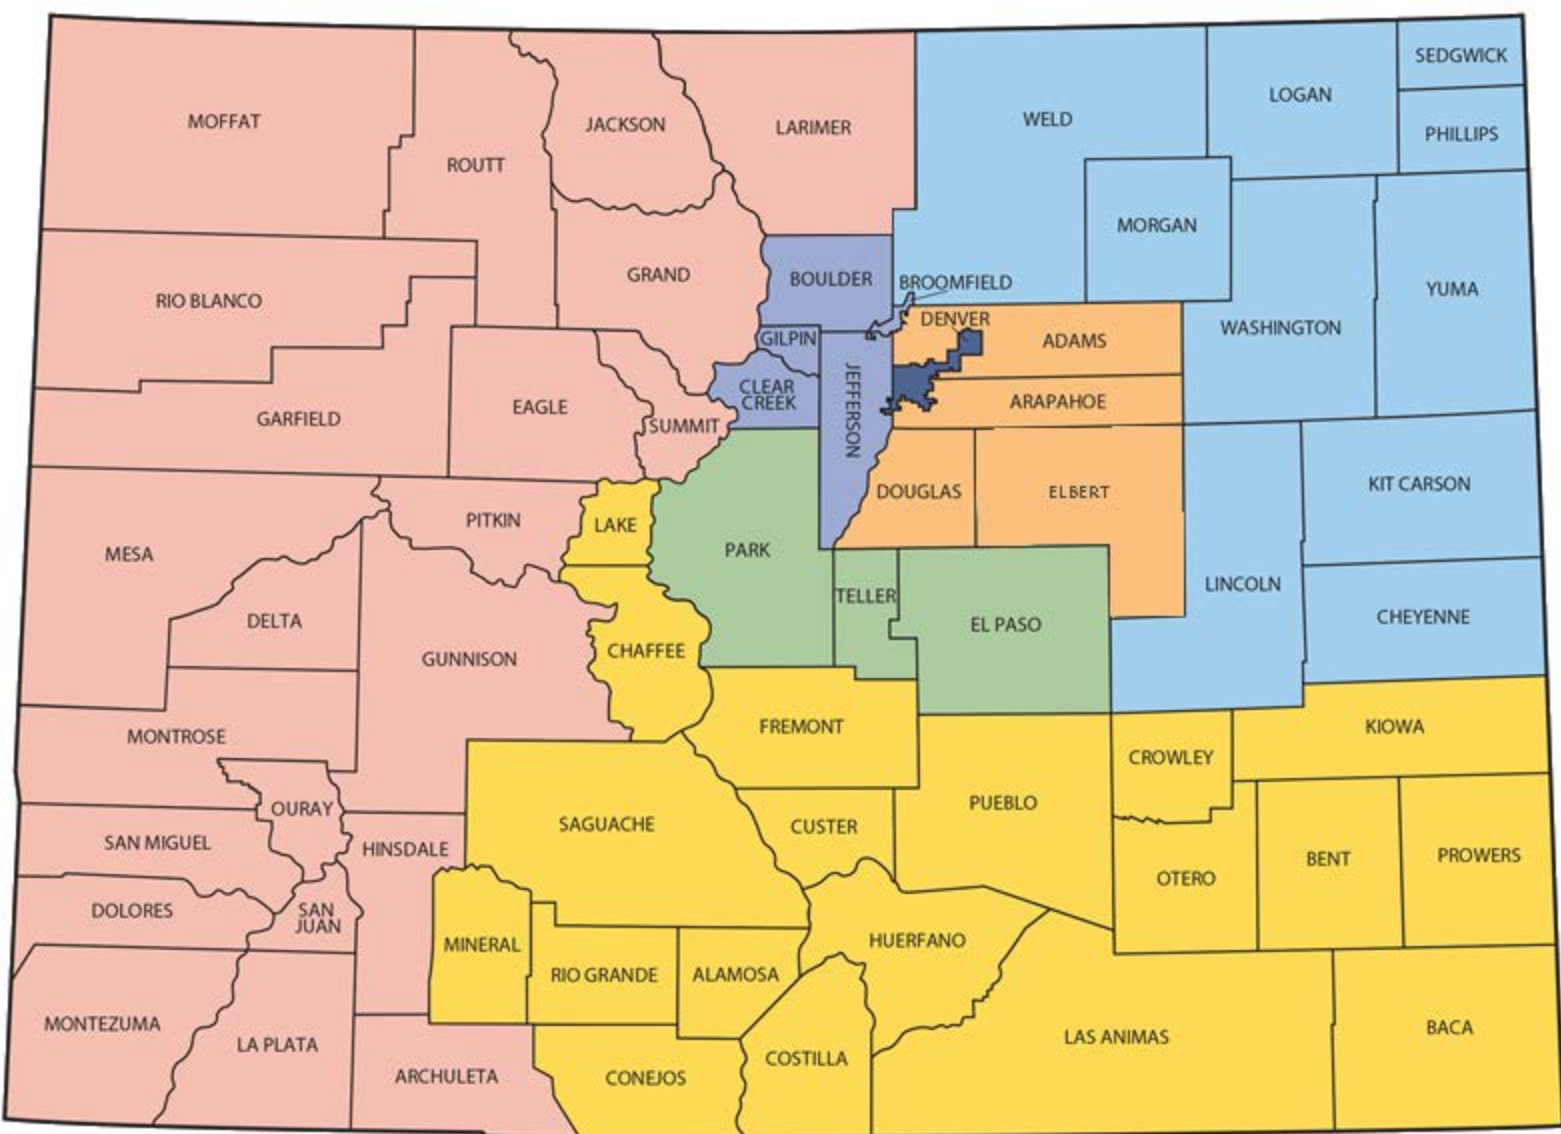 SEDGWICK
LOGAN
WELD
MOFFAT
JACKSON
LARIMER
PHILLIPS
ROUTT
MORGAN
GRAND
BOULDER
BROOMFIELD
YUMA
RIO BLANCO
DENVER
WASHINGTON
GILPIN
ADAMS
CLEAR
CREEK
JEFFERSON
ARAPAHOE
EAGLE
GARFIELD
SUMMIT
KIT CARSON
DOUGLAS
ELBERT
PITKIN
LAKE
MESA
PARK
LINCOLN
TELLER
DELTA
EL PASO
CHEYENNE
GUNNISON
CHAFFEE
FREMONT
KIOWA
MONTROSE
CROWLEY
PUEBLO
OURAY
SAGUACHE
CUSTER
SAN MIGUEL
HINSDALE
BENT
PROWERS
OTERO
DOLORES
SAN
JUAN
MINERAL
HUERFANO
RIO GRANDE
ALAMOSA
MONTEZUMA
BACA
LAS ANIMAS
LA PLATA
COSTILLA
ARCHULETA
CONEJOS